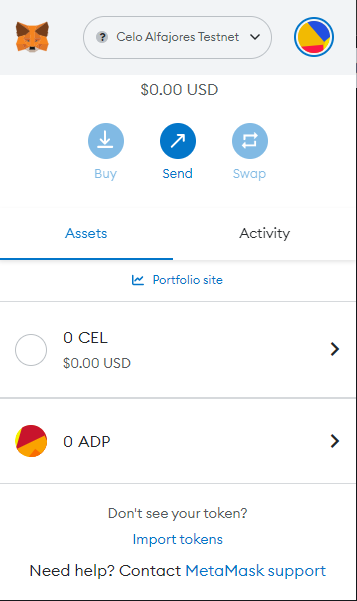 Celo Alfajores Testnet
$0.00 USD
Buy Send Swap
Assets Activity
Portfolio site
0 CEL
$0.00 USD
0 ADP
Don't see your token?
Import tokens
Need help? Contact MetaMask support